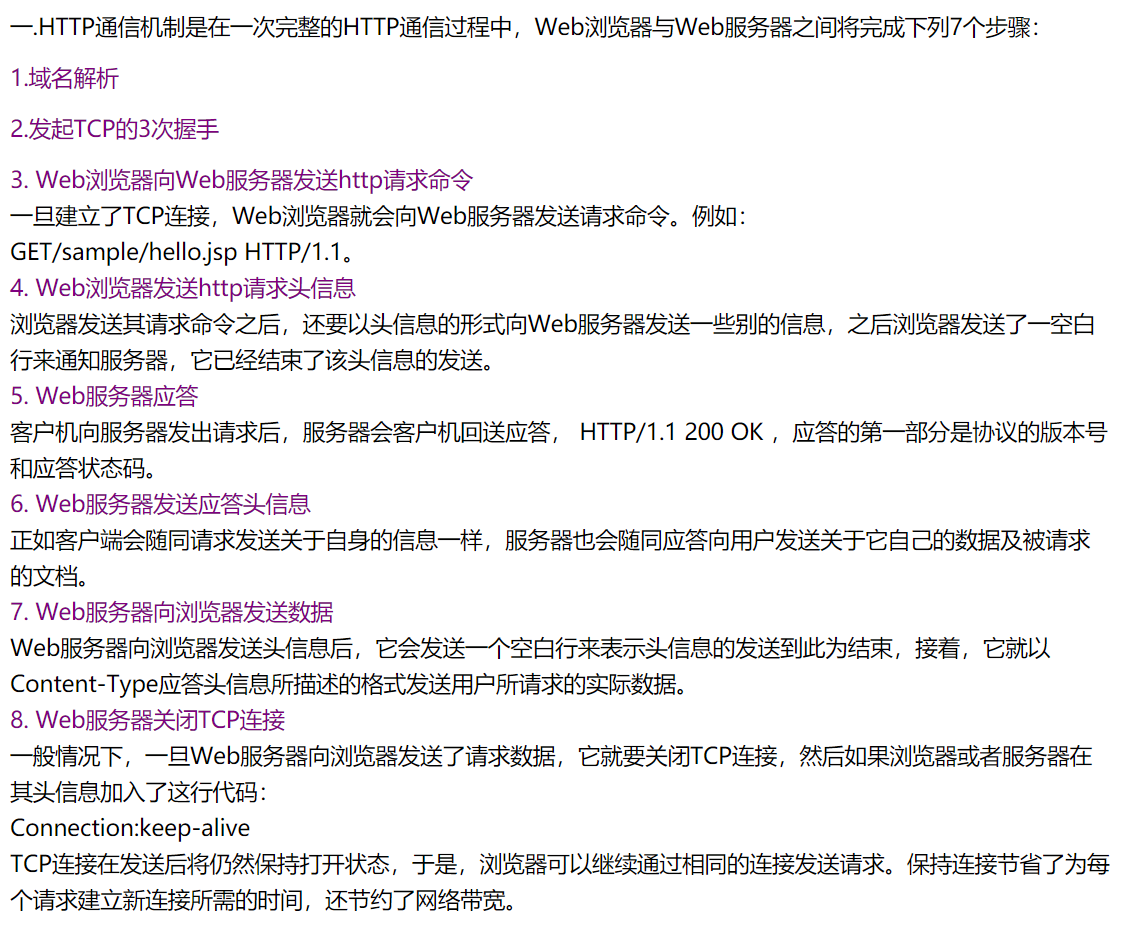 一.HTTP通信机制是在一次完整的HTTP通信过程中，Web浏览器与Web服务器之间将完成下列7个步骤：
1.域名解析
2.发起TCP的3次握手
3. Web浏览器向Web服务器发送http请求命令
一旦建立了TCP连接，Web浏览器就会向Web服务器发送请求命令。例如：
GET/sample/hello.jsp HTTP/1.1。
4. Web浏览器发送http请求头信息
浏览器发送其请求命令之后，还要以头信息的形式向Web服务器发送一些别的信息，之后浏览器发送了一空白
行来通知服务器，它已经结束了该头信息的发送。
5. Web服务器应答
客户机向服务器发出请求后，服务器会客户机回送应答， HTTP/1.1 200 OK ，应答的第一部分是协议的版本号
和应答状态码。
6. Web服务器发送应答头信息
正如客户端会随同请求发送关于自身的信息一样，服务器也会随同应答向用户发送关于它自己的数据及被请求
的文档。
7. Web服务器向浏览器发送数据
Web服务器向浏览器发送头信息后，它会发送一个空白行来表示头信息的发送到此为结束，接着，它就以
Content-Type应答头信息所描述的格式发送用户所请求的实际数据。
8. Web服务器关闭TCP连接
一般情况下，一旦Web服务器向浏览器发送了请求数据，它就要关闭TCP连接，然后如果浏览器或者服务器在
其头信息加入了这行代码：
Connection:keep-alive
TCP连接在发送后将仍然保持打开状态，于是，浏览器可以继续通过相同的连接发送请求。保持连接节省了为每
个请求建立新连接所需的时间，还节约了网络带宽。